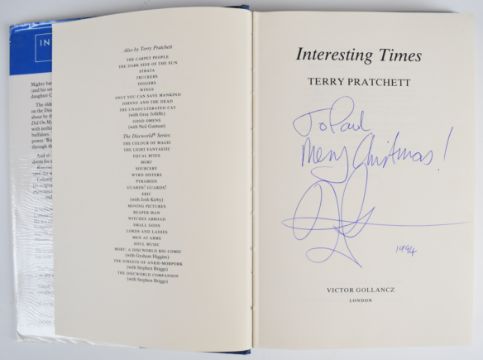 IN
Also by Terry Pratchett
THE CARPET PEOPLE
THE DARK SIDE OF THE SUN
STRATA
TRUCKERS
DIGGERS
WINGS
ONLY YOU CAN SAVE MANKIND
JOHNNY AND THE DEAD
THE UNADULTERATED CAT
(with Gray Jolliffe)
GOOD OMENS
(with Neil Gaiman)
The Discworld® Series
THE COLOUR OF MAGIC
THE LIGHT FANTASTIC
EQUAL RITES
MORT
SOURCERY
WYRD SISTERS
PYRAMIDS
GUARDS! GUARDS!
ERIC
(with Josh Kirby)
MOVING PICTURES
REAPER MAN
WITCHES ABROAD
SMALL GODS
LORDS AND LADIES
MEN AT ARMS
SOUL MUSIC
MORT: A DISCWORLD BIG COMIC
(with Graham Higgins)
THE STREETS OF ANKH-MORPORK
(with Stephen Briggs)
THE DISCWORLD COMPANION
(with Stephen Briggs)
Interesting Times
TERRY PRATCHETT
To Paul
Merry Christmas!
1994
VICTOR GOLLANCZ
LONDON